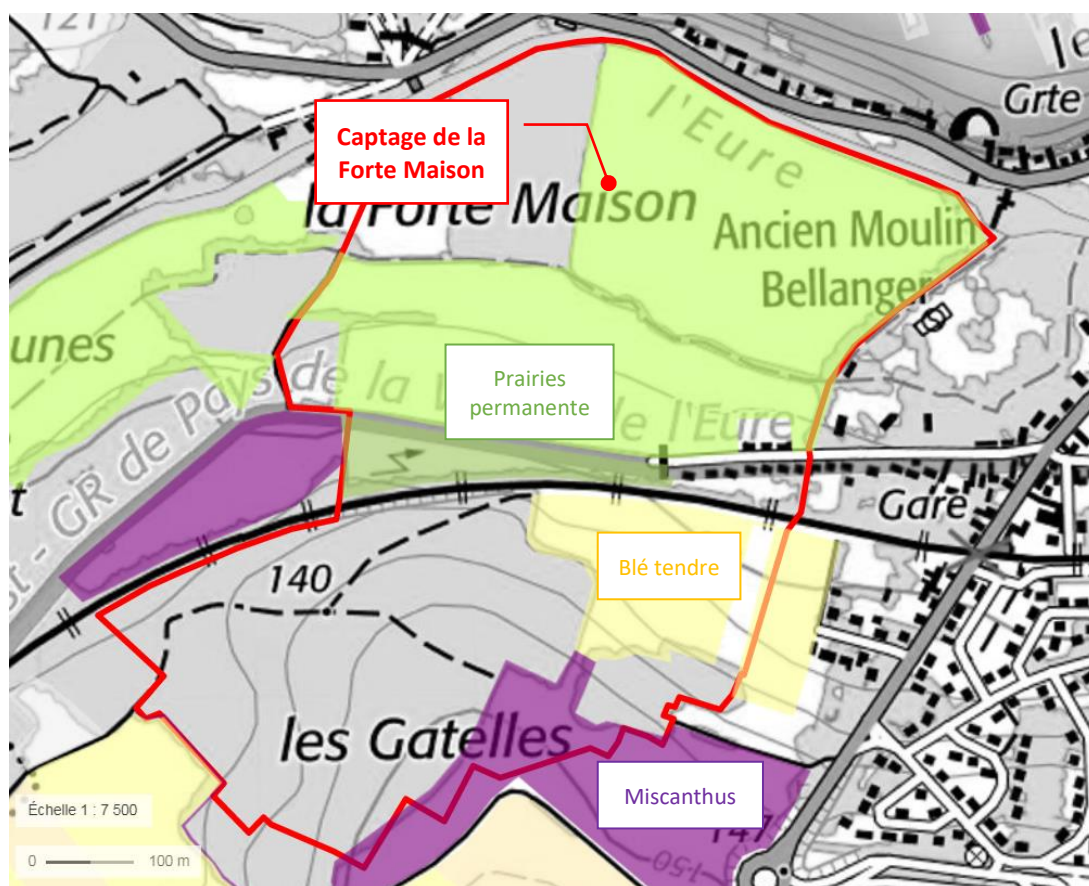 121
Grte
l'Eure
Captage de la
Forte Maison
la Forte Maison
Ancien Moulin
Bellanger
unes
Prairies
permanente
GR de Pays de la V
de l'Eure
Gare
Blé tendre
140
les Gatelles
Miscanthus
Échelle 1 : 7 500
147
0 100 m
1-50